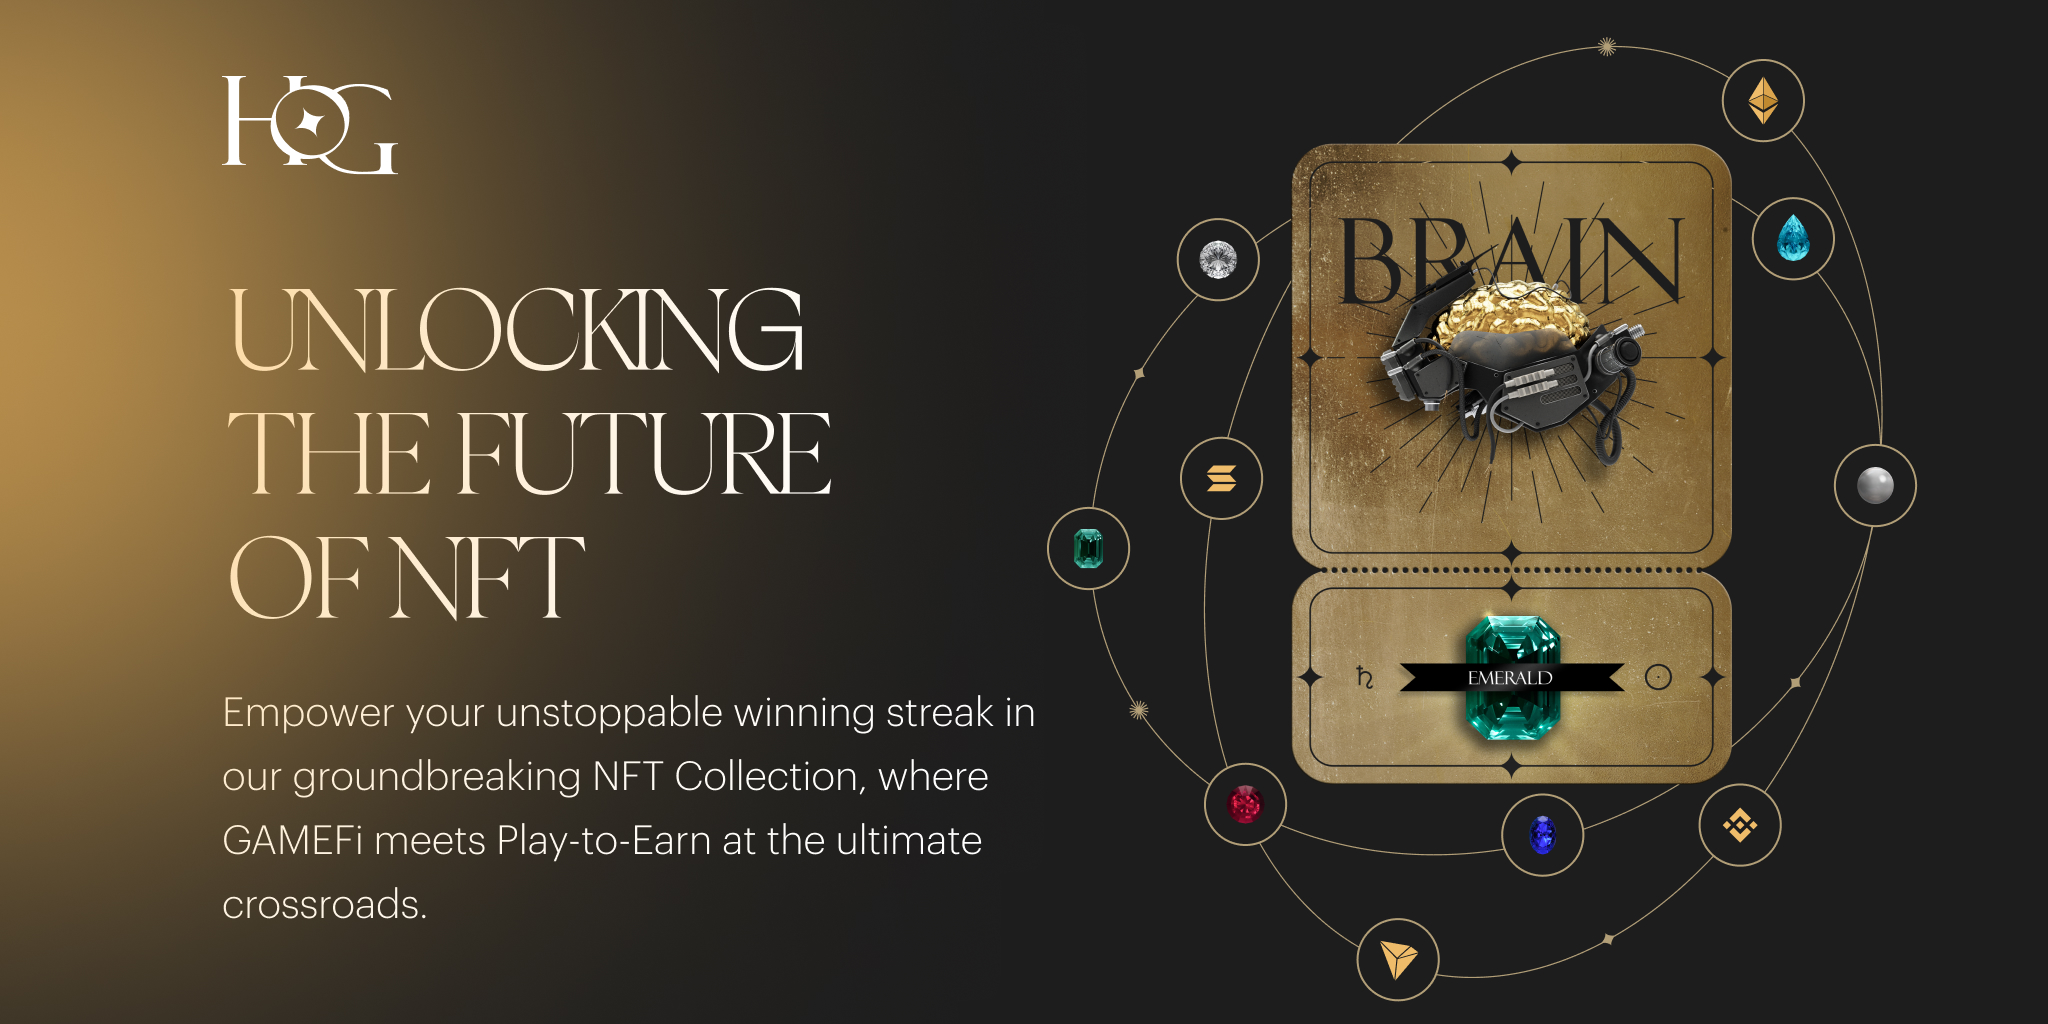 HG
UNLOCKING
THE FUTURE
OF NFT
Empower your unstoppable winning streak in
our groundbreaking NFT Collection, where
GAMEFi meets Play-to-Earn at the ultimate
crossroads.
BRAIN
EMERALD